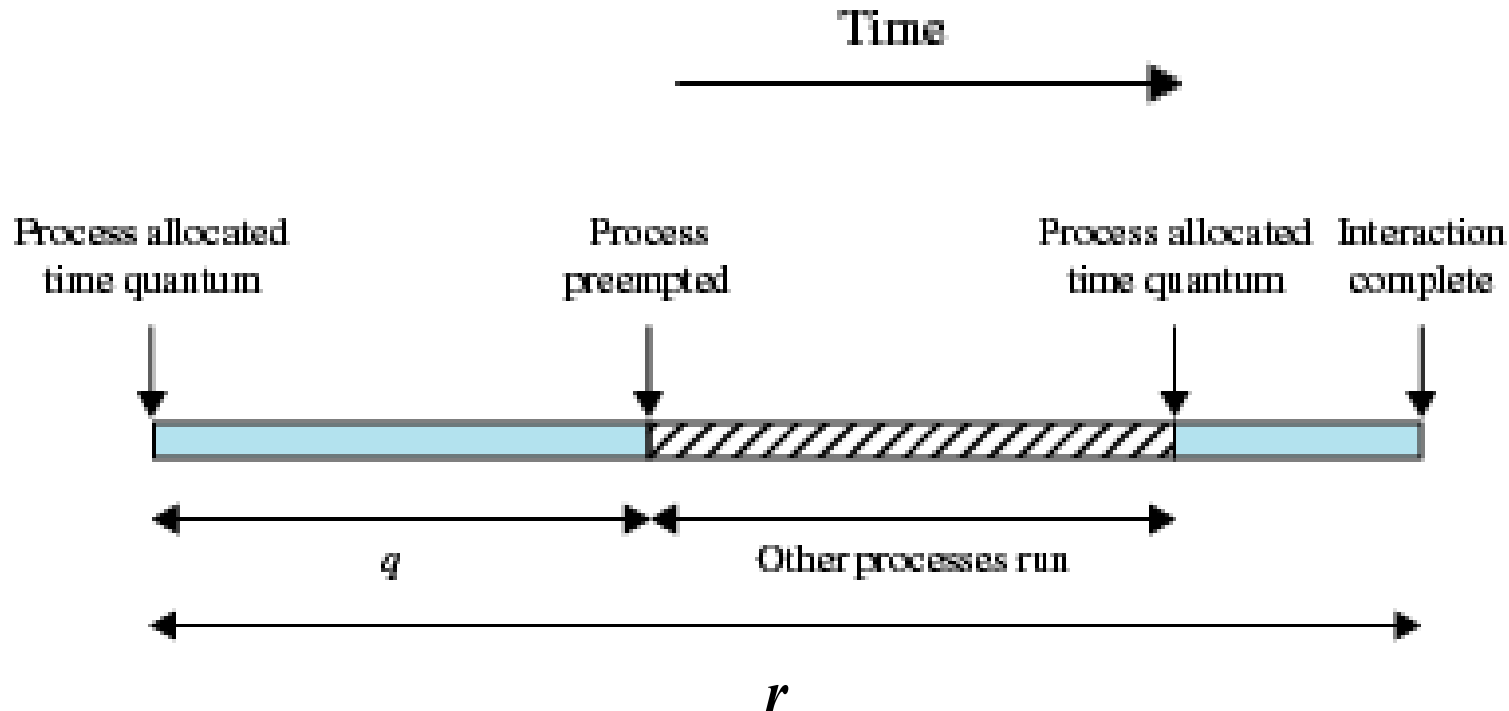 Time
Process allocated
time quantum
Process
preempted
Process allocated
time quantum
Interaction
complete
q
Other processes run
r